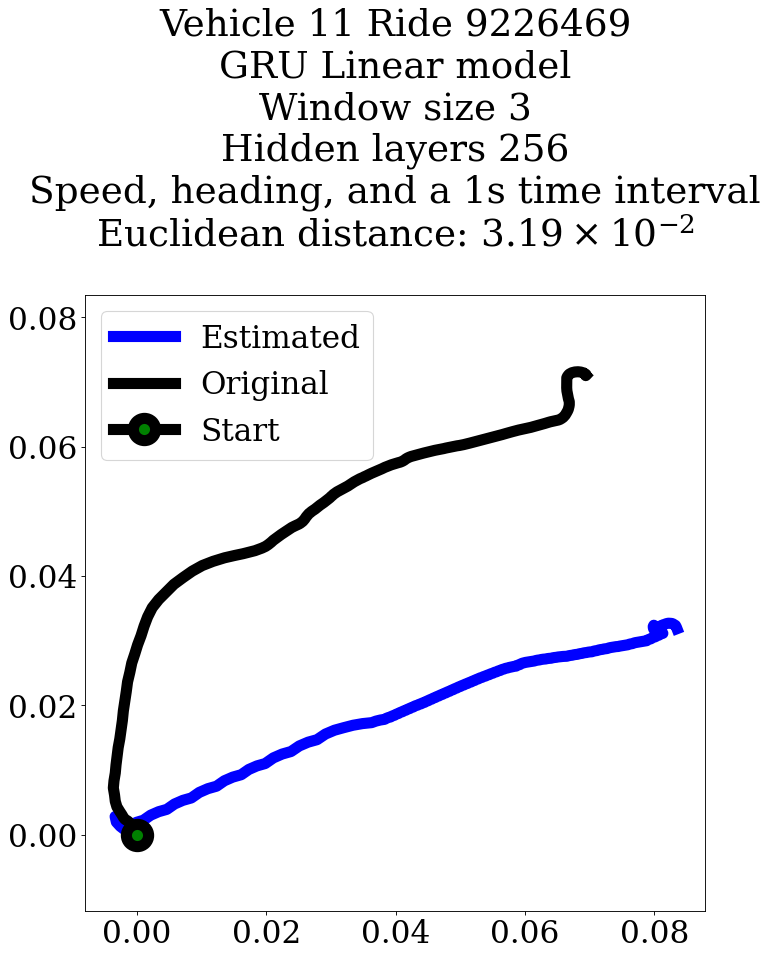 Vehicle 11 Ride 9226469
GRU Linear model
Window size 3
Hidden layers 256
Speed, heading, and a 1s time interval
Euclidean distance: 3.19 × 10⁻²
0.08
0.06
0.04
0.02
0.00
Estimated
Original
Start
0.00 0.02 0.04 0.06 0.08